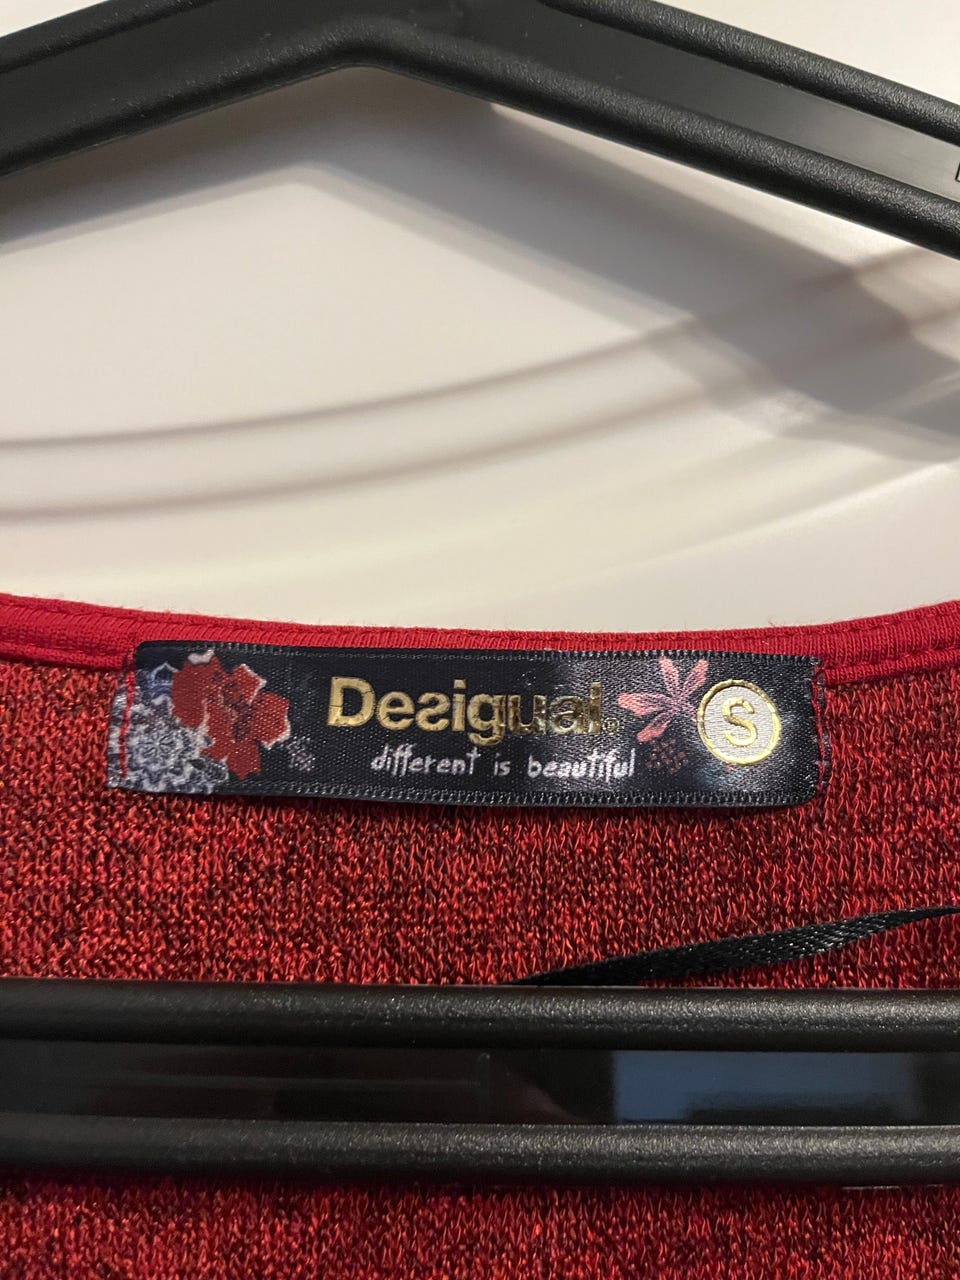 Desigual®
S
different is beautiful